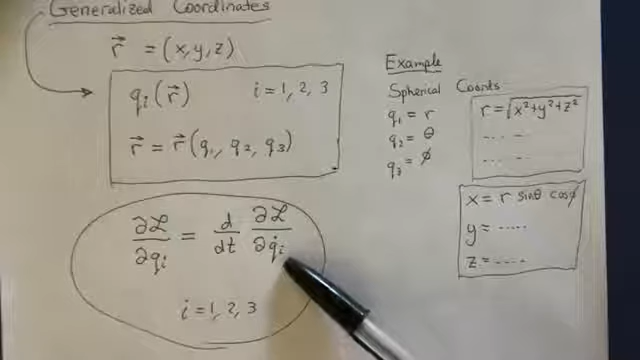 Generalized Coordinates
r⃗ = (x,y,z)
qᵢ(r⃗) i = 1, 2, 3
r⃗ = r⃗(q₁, q₂, q₃)
∂ℒ/∂qᵢ = d/dt ∂ℒ/∂q̇ᵢ
i = 1, 2, 3
Example
Spherical Coords
q₁ = r
q₂ = θ
q₃ = ϕ
r = √x²+y²+z²
.... ..
.... ..
x = r sinθ cosϕ
y = .....
z = .....